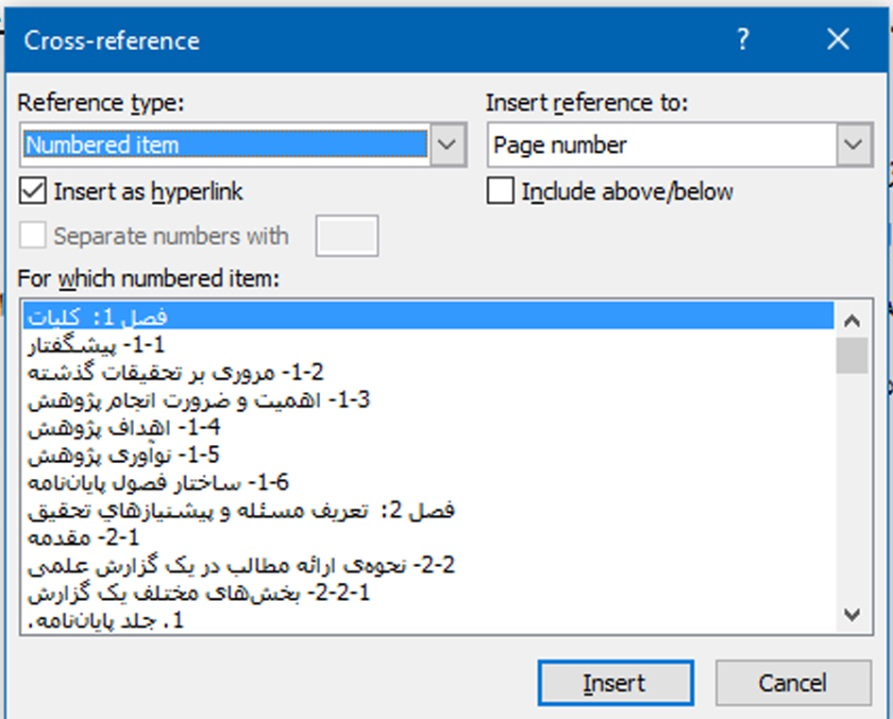 Cross-reference
Reference type:
Insert reference to:
Numbered item
Page number
Insert as hyperlink
Include above/below
Separate numbers with
For which numbered item:
فصل 1: کلیات
1-1- پیشگفتار
1-2- مروری بر تحقیقات گذشته
1-3- اهمیت و ضرورت انجام پژوهش
1-4- اهداف پژوهش
1-5- نوآوری پژوهش
1-6- ساختار فصول پایان‌نامه
فصل 2: تعریف مسئله و پیشنیازهاي تحقیق
2-1- مقدمه
2-2- نحوه‌ی ارائه مطالب در یک گزارش علمی
2-2-1- بخش‌های مختلف یک گزارش
1. جلد پایان‌نامه.
Insert
Cancel